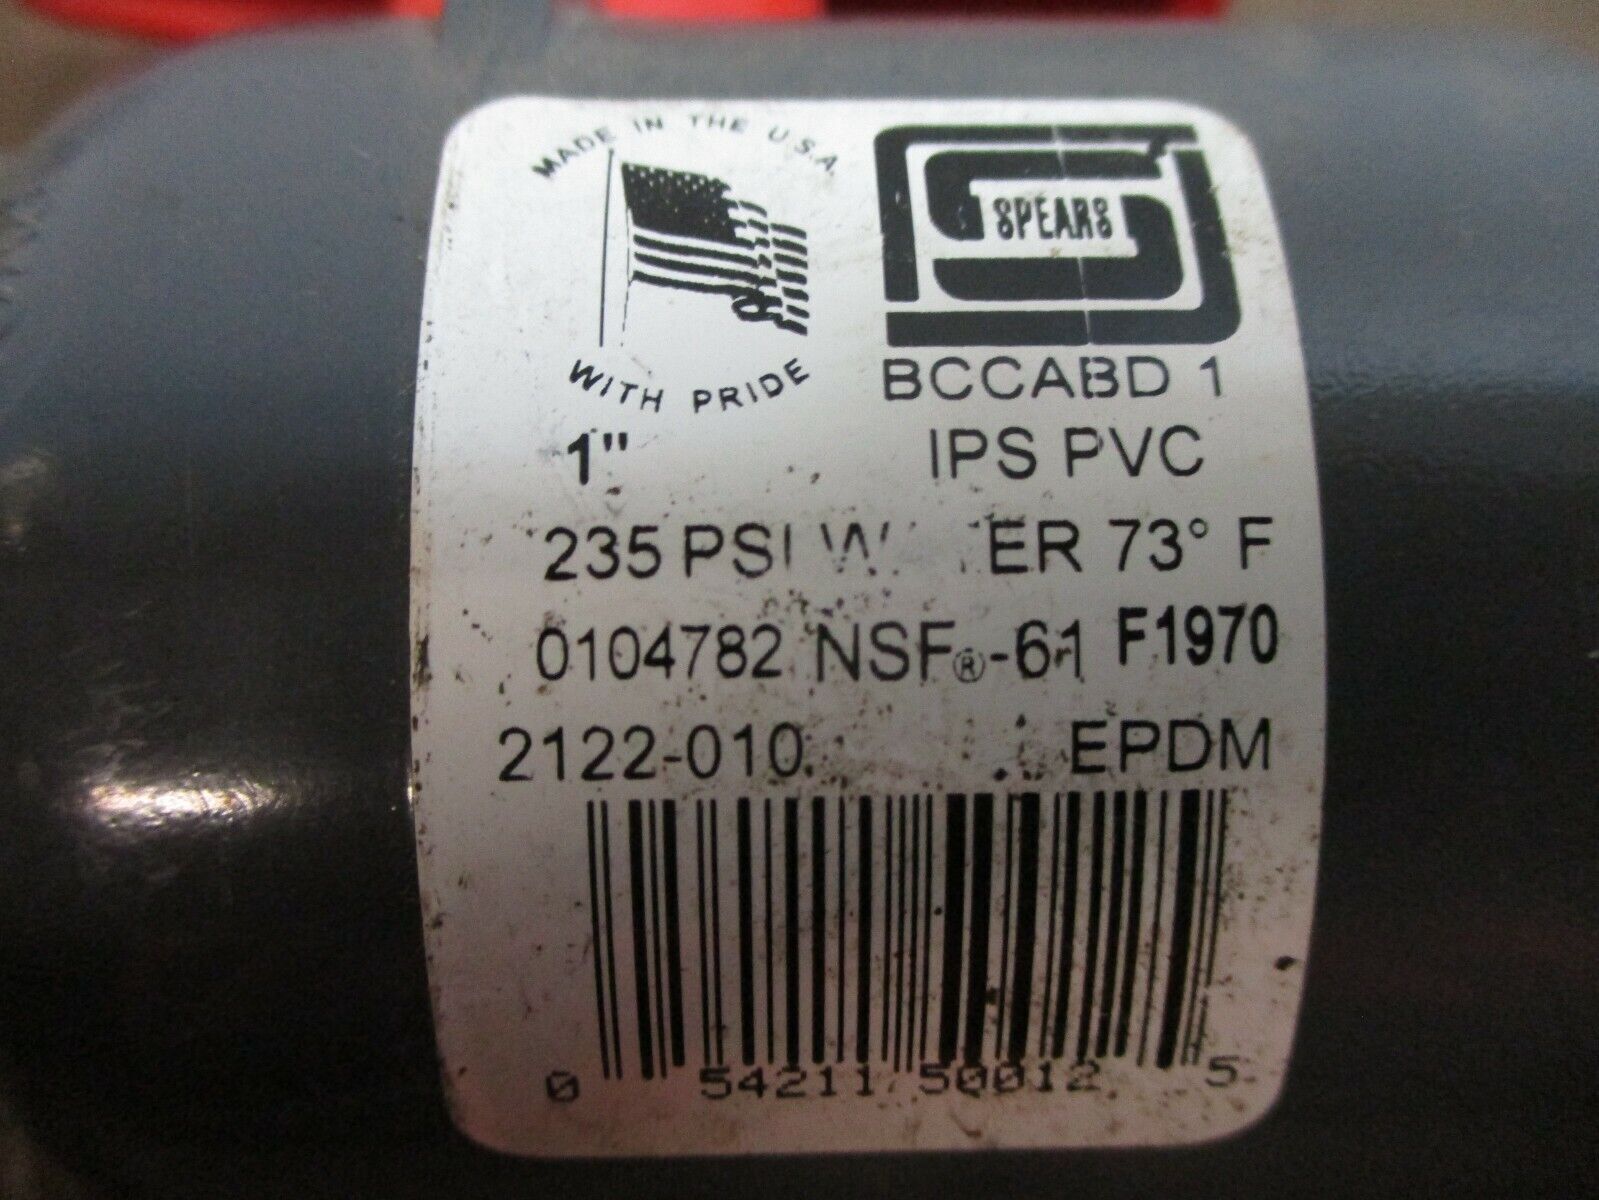 MADE IN THE U.S.A.
SPEARS
WITH PRIDE
BCCABD 1
1" IPS PVC
235 PSI WATER 73° F
0104782 NSF®-61 F1970
2122-010 EPDM
0 54211 50012 5